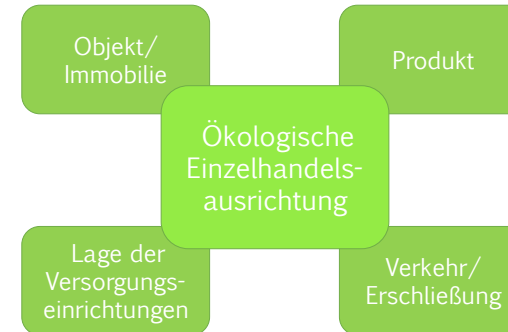 Objekt/
Immobilie
Produkt
Ökologische
Einzelhandels-
ausrichtung
Lage der
Versorgungs-
einrichtungen
Verkehr/
Erschließung